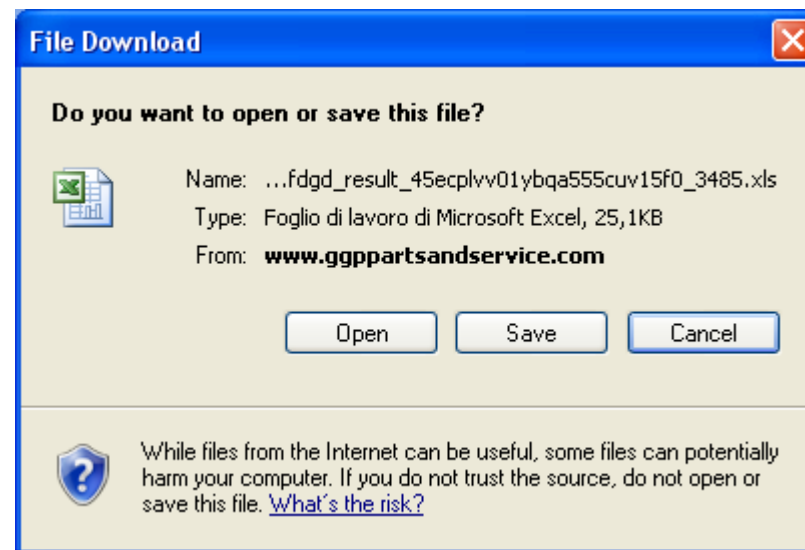 File Download
Do you want to open or save this file?
Name: ...fdgd_result_45ecplvv01ybqa555cuv15f0_3485.xls
Type: Foglio di lavoro di Microsoft Excel, 25,1KB
From: www.ggppartsandservice.com
Open Save Cancel
While files from the Internet can be useful, some files can potentially
harm your computer. If you do not trust the source, do not open or
save this file. What's the risk?